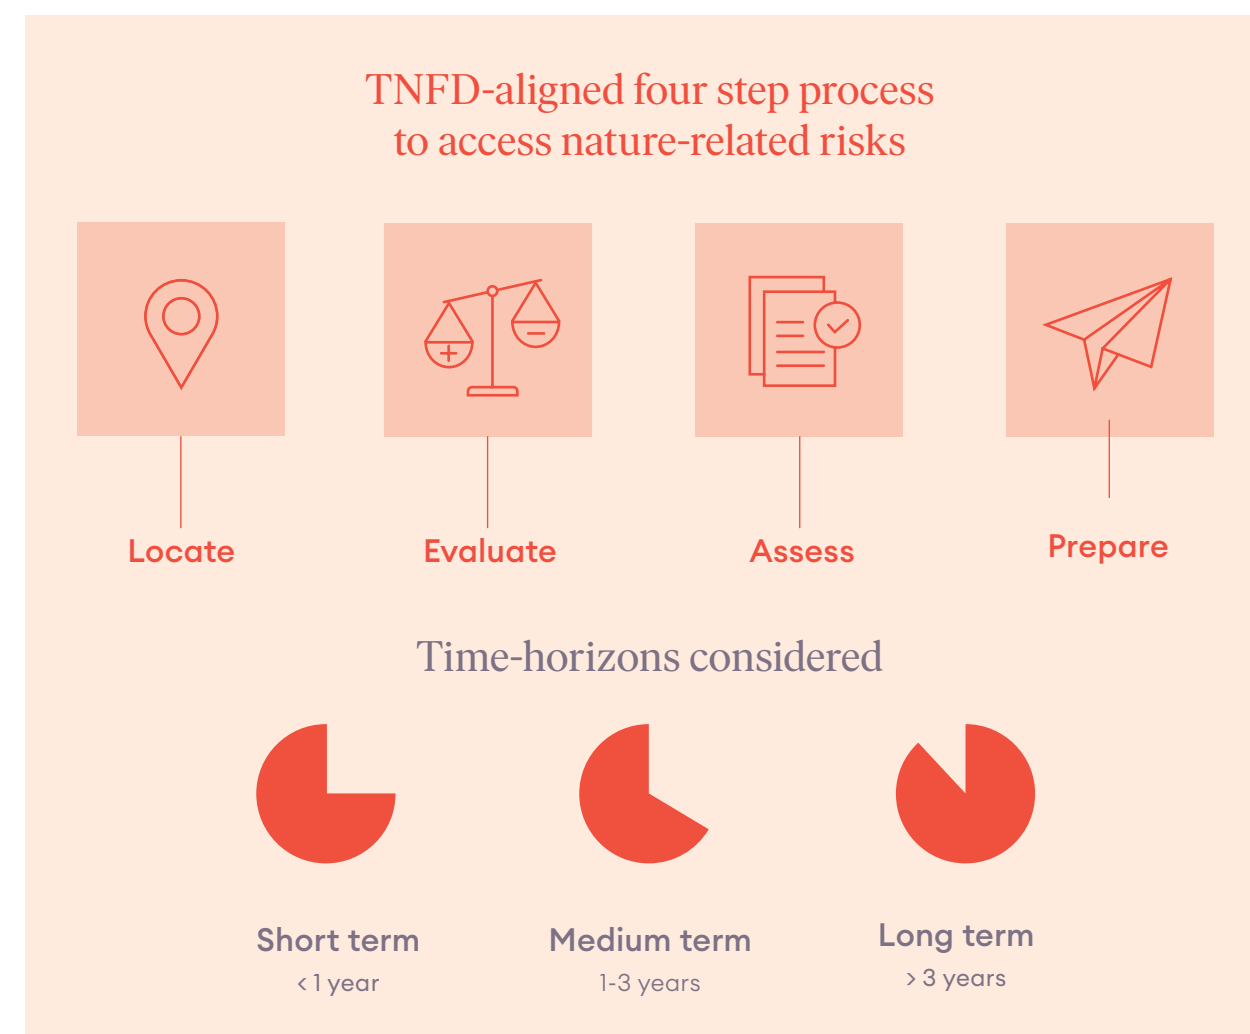 TNFD-aligned four step process
to access nature-related risks
Locate
Evaluate
Assess
Prepare
Time-horizons considered
Short term
< 1 year
Medium term
1-3 years
Long term
> 3 years